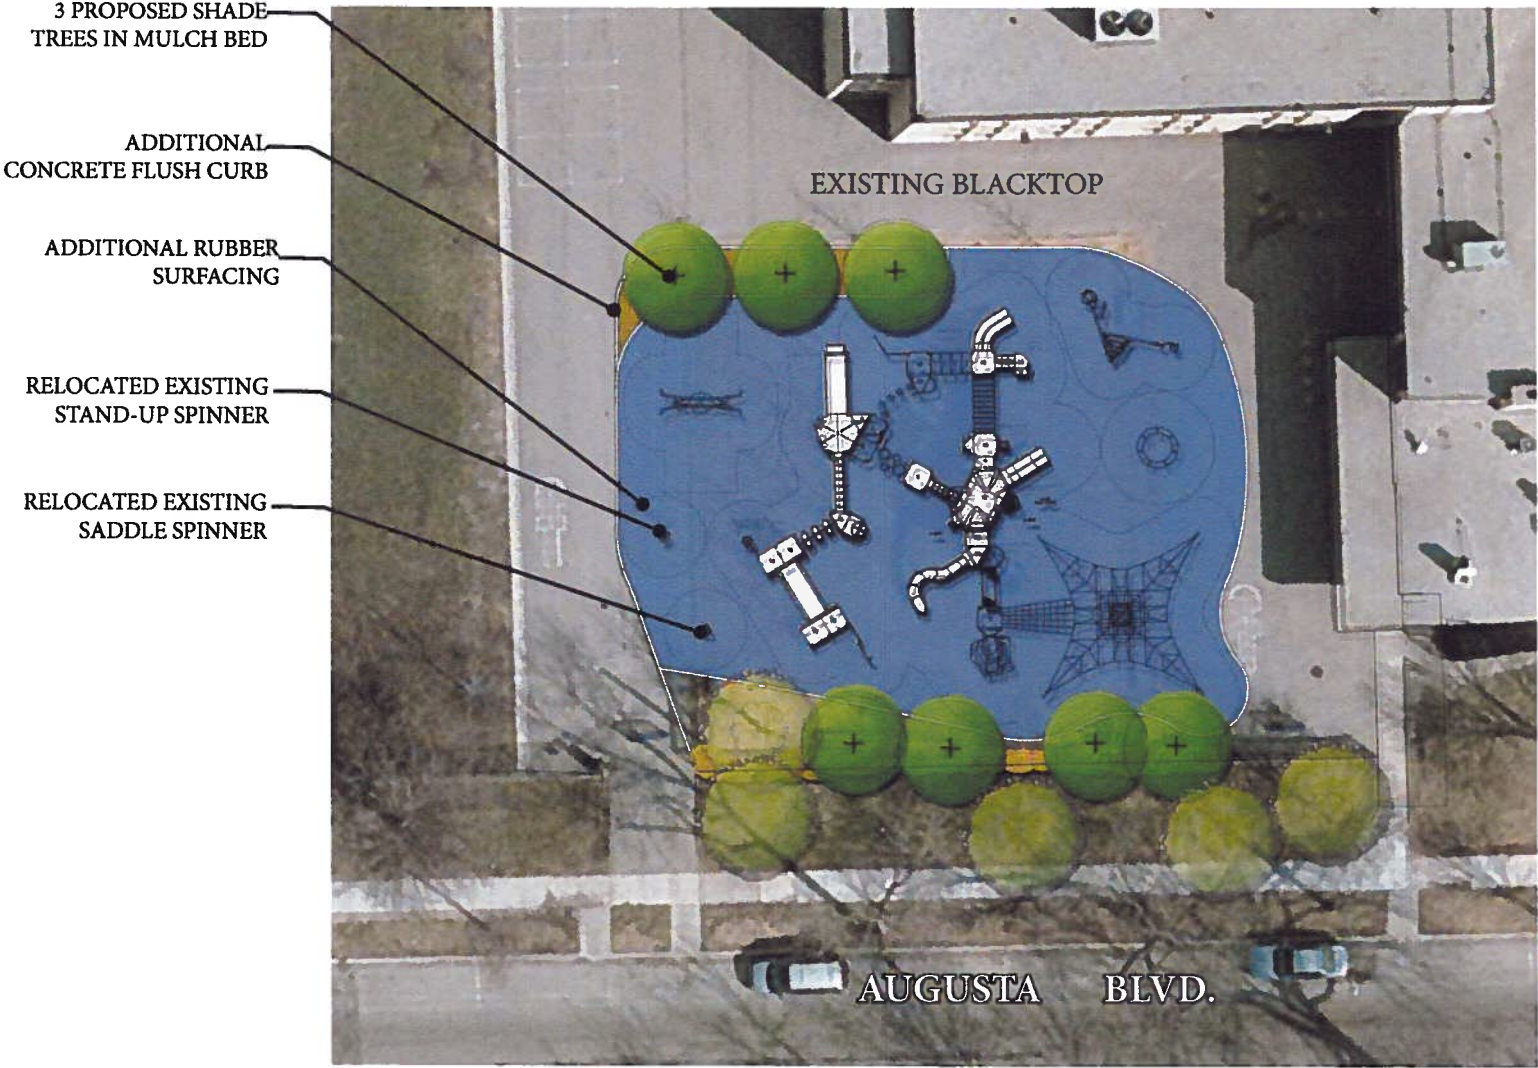 3 PROPOSED SHADE
TREES IN MULCH BED
ADDITIONAL
CONCRETE FLUSH CURB
EXISTING BLACKTOP
ADDITIONAL RUBBER
SURFACING
RELOCATED EXISTING
STAND-UP SPINNER
RELOCATED EXISTING
SADDLE SPINNER
AUGUSTA BLVD.